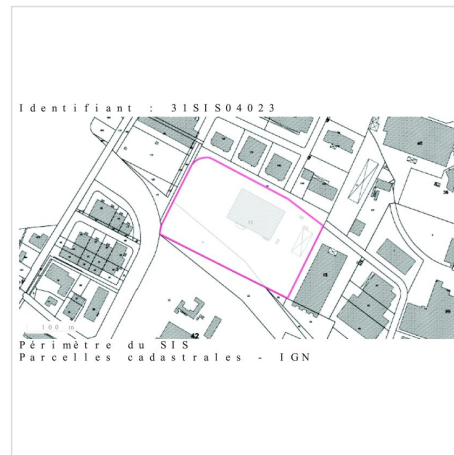 Identifiant : 31SIS04023
100 m
Périmètre du SIS
Parcelles cadastrales - IGN